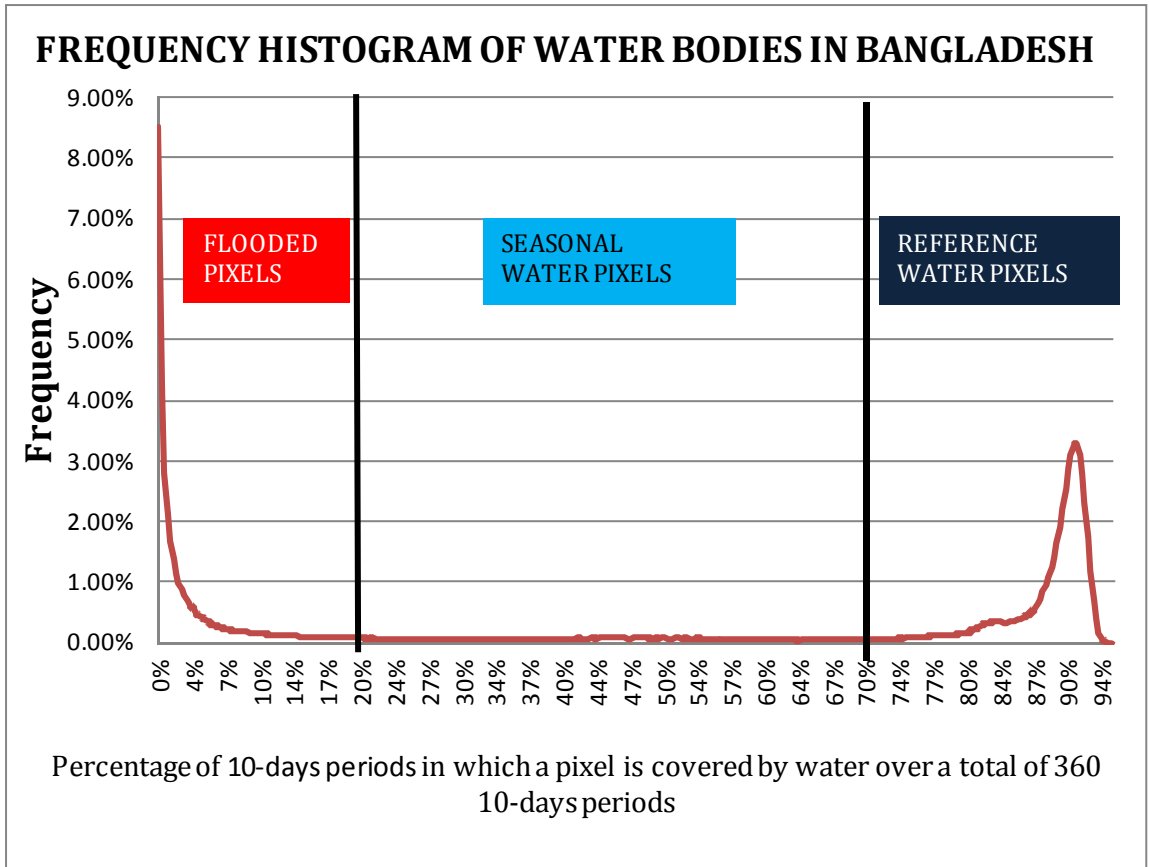 FREQUENCY HISTOGRAM OF WATER BODIES IN BANGLADESH
9.00%
8.00%
7.00%
6.00%
5.00%
4.00%
3.00%
2.00%
1.00%
0.00%
Frequency
FLOODED
PIXELS
SEASONAL
WATER PIXELS
REFERENCE
WATER PIXELS
0% 4% 7% 10% 14% 17% 20% 24% 27% 30% 34% 37% 40% 44% 47% 50% 54% 57% 60% 64% 67% 70% 74% 77% 80% 84% 87% 90% 94%
Percentage of 10-days periods in which a pixel is covered by water over a total of 360
10-days periods